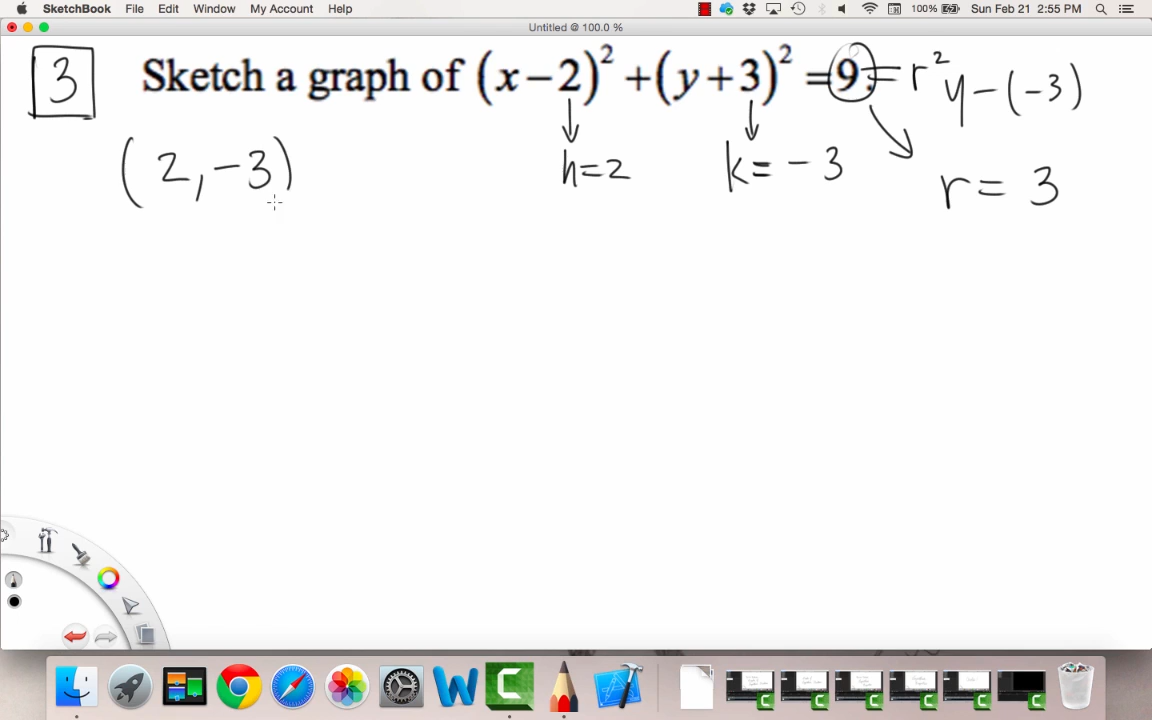 SketchBook File Edit Window My Account Help 100% Sun Feb 21 2:55 PM
Untitled @ 100.0 %
3 Sketch a graph of (x−2)² +(y+3)² =9. = r² y−(−3)
(2,−3) h=2 k=−3 r=3